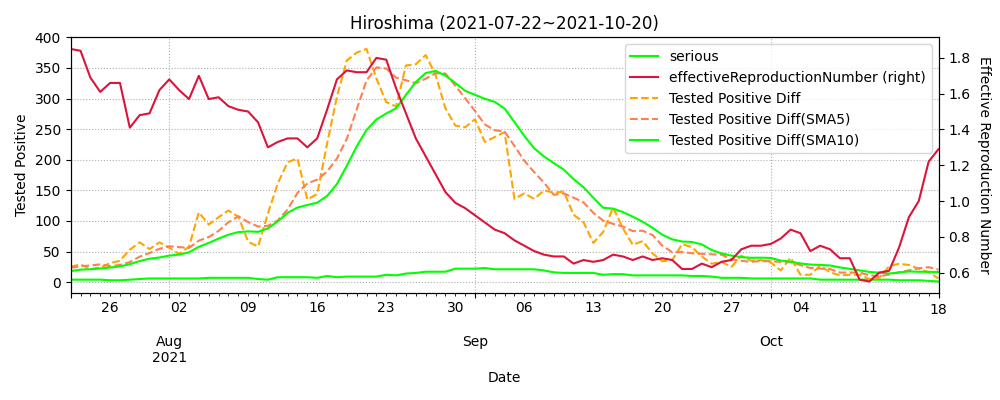 Hiroshima (2021-07-22~2021-10-20)
400
350
300
250
200
150
100
50
0
Tested Positive
1.8
1.6
1.4
1.2
1.0
0.8
0.6
Effective Reproduction Number
serious
effectiveReproductionNumber (right)
Tested Positive Diff
Tested Positive Diff(SMA5)
Tested Positive Diff(SMA10)
26 02 09 16 23 30 06 13 20 27 04 11 18
Aug Sep Oct
2021
Date